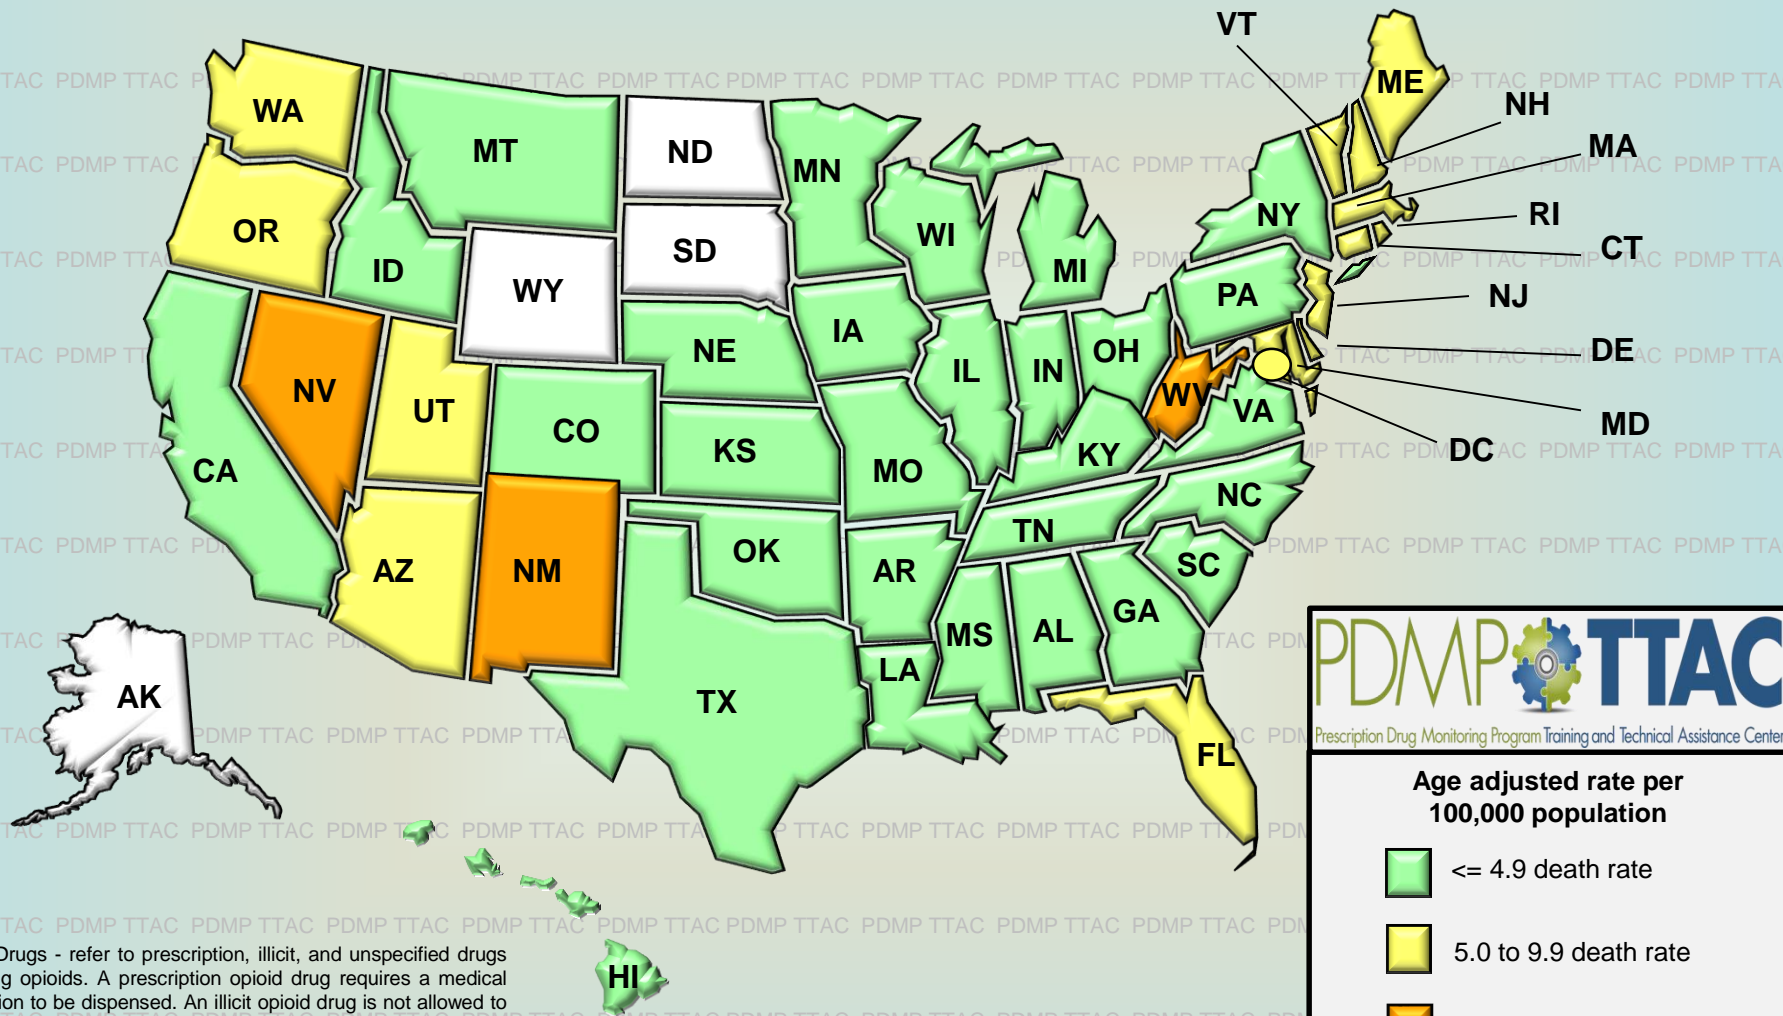 VT
ME
WA
NH
MT
ND
MN
MA
OR
NY
RI
WI
SD
CT
ID
MI
WY
PA
NJ
IA
NE
OH
DE
NV
IL
IN
WV
UT
VA
CO
MD
KS
DC
KY
CA
MO
NC
TN
OK
AZ
NM
AR
SC
GA
MS
AL
LA
AK
TX
FL
HI
PDMP TTAC
Prescription Drug Monitoring Program Training and Technical Assistance Center
Age adjusted rate per
100,000 population
<= 4.9 death rate
5.0 to 9.9 death rate
Drugs - refer to prescription, illicit, and unspecified drugs
g opioids. A prescription opioid drug requires a medical
ion to be dispensed. An illicit opioid drug is not allowed to